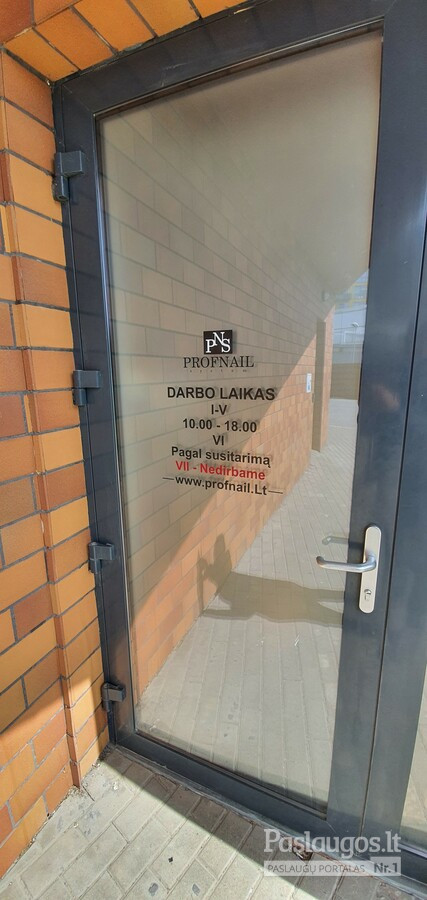 PNS
PROFNAIL
DARBO LAIKAS
I-V
10.00 - 18.00
VI
Pagal susitarimą
VII - Nedirbame
www.profnail.Lt
Paslaugos.lt
PASLAUGŲ PORTALAS Nr.1